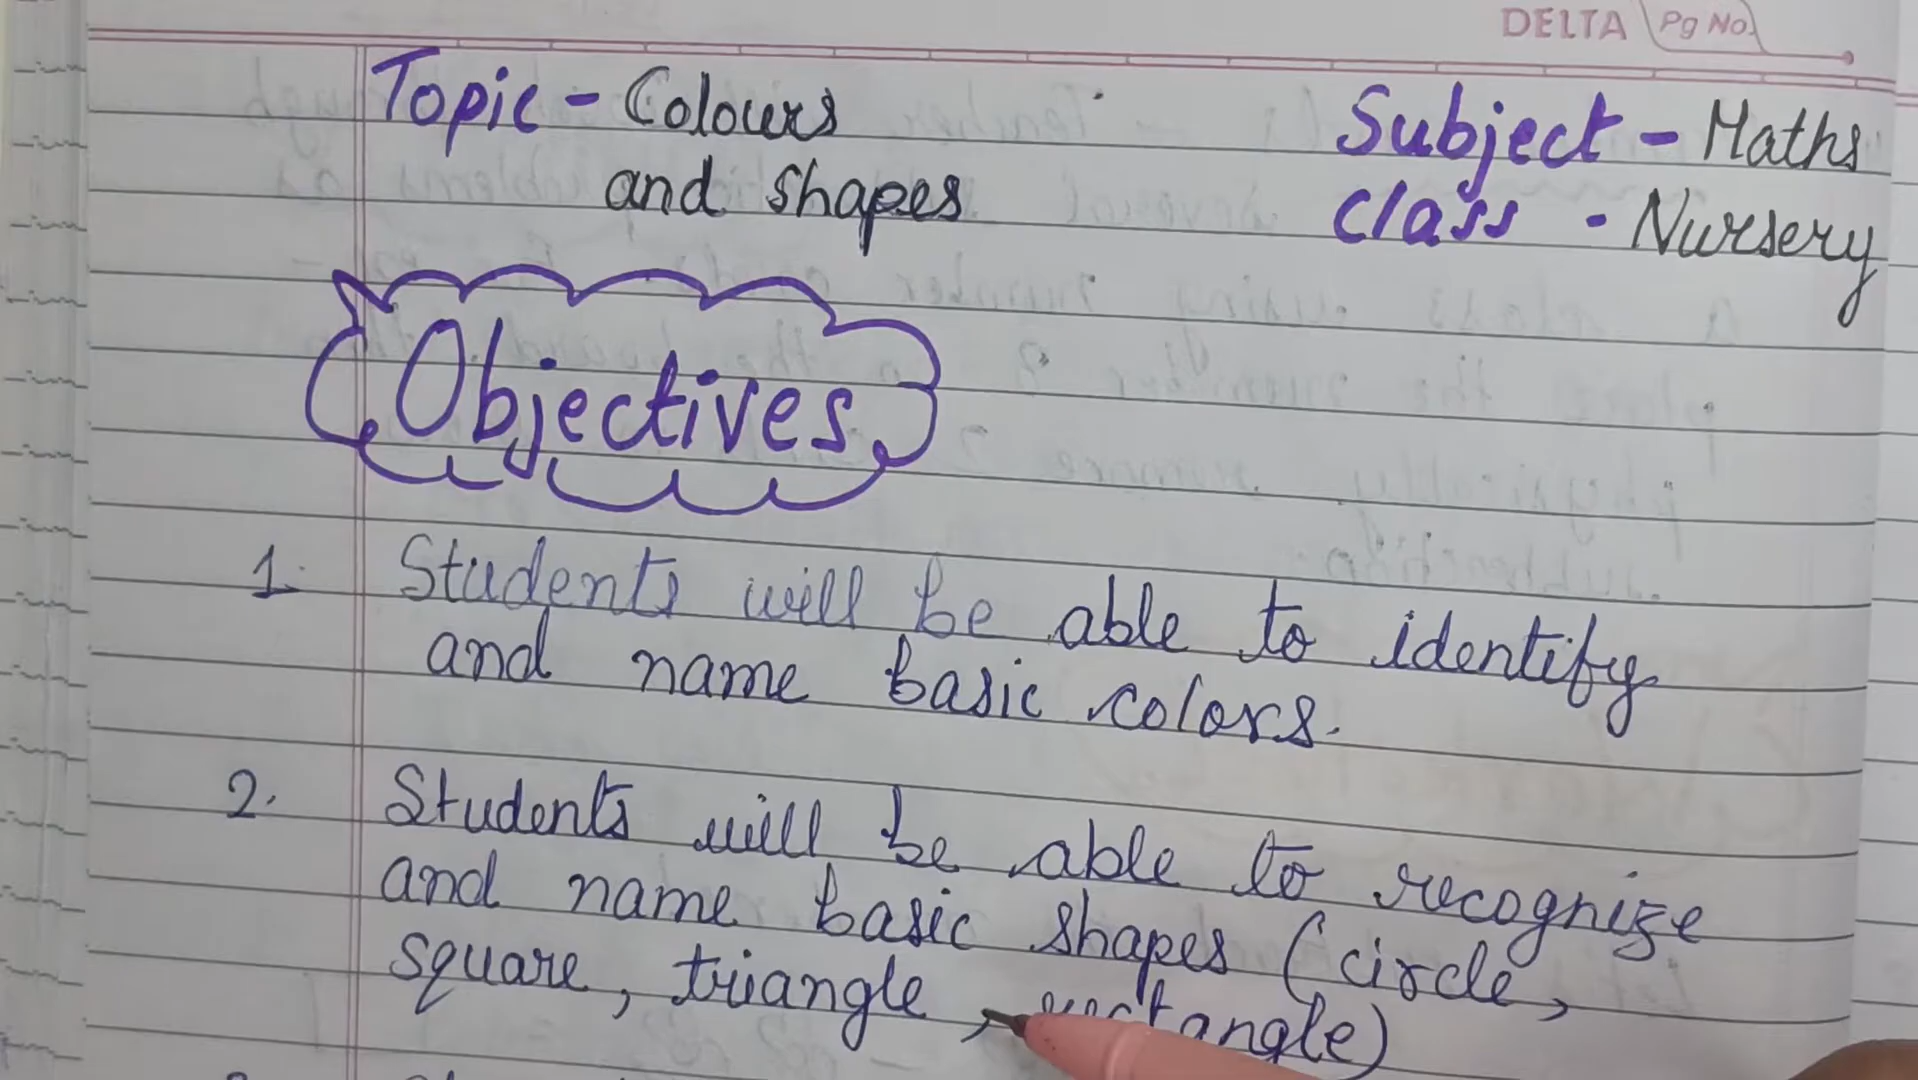 DELTA Pg No.
Topic - Colours
and shapes
Subject - Maths
Class - Nursery
Objectives
1. Students will be able to identify
and name basic colors.
2. Students will be able to recognize
and name basic shapes (circle,
square, triangle, rectangle)